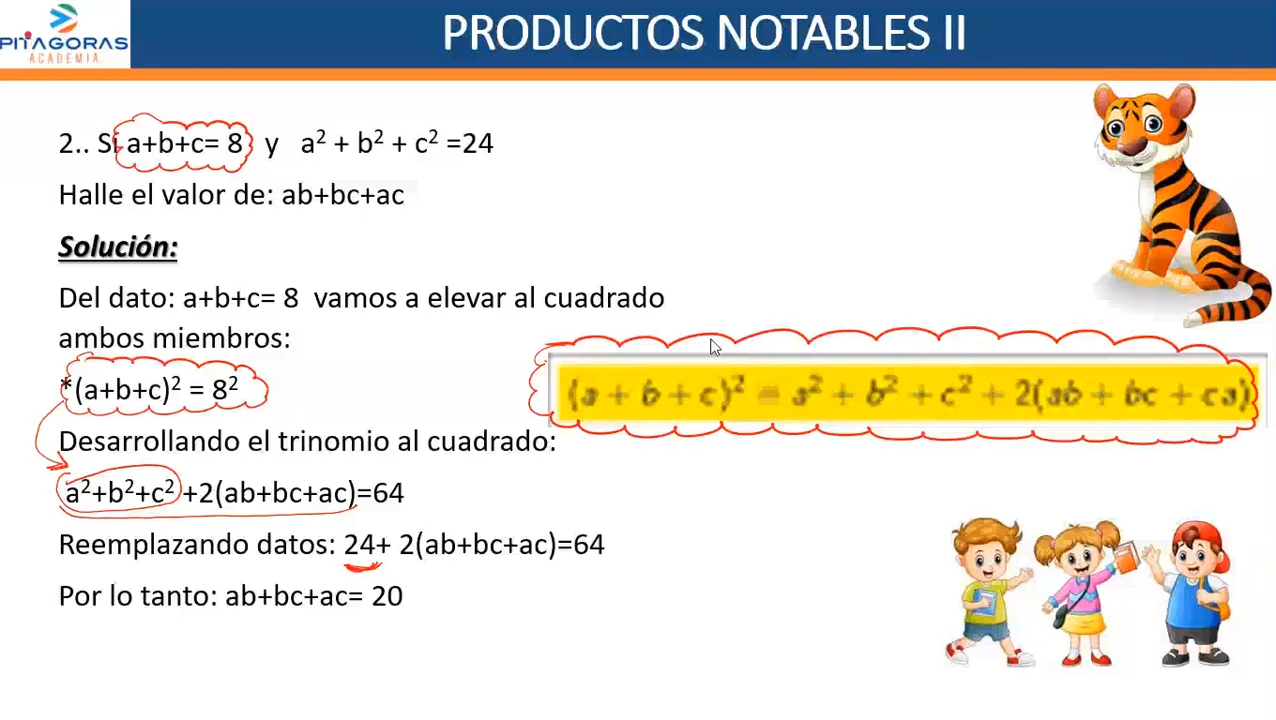 PITAGORAS
ACADEMIA
PRODUCTOS NOTABLES II
2.. Si a+b+c= 8 y a² + b² + c² =24
Halle el valor de: ab+bc+ac
Solución:
Del dato: a+b+c= 8 vamos a elevar al cuadrado
ambos miembros:
*(a+b+c)² = 8²
(a + b + c)² = a² + b² + c² + 2(ab + bc + ca)
Desarrollando el trinomio al cuadrado:
a²+b²+c² +2(ab+bc+ac)=64
Reemplazando datos: 24+ 2(ab+bc+ac)=64
Por lo tanto: ab+bc+ac= 20